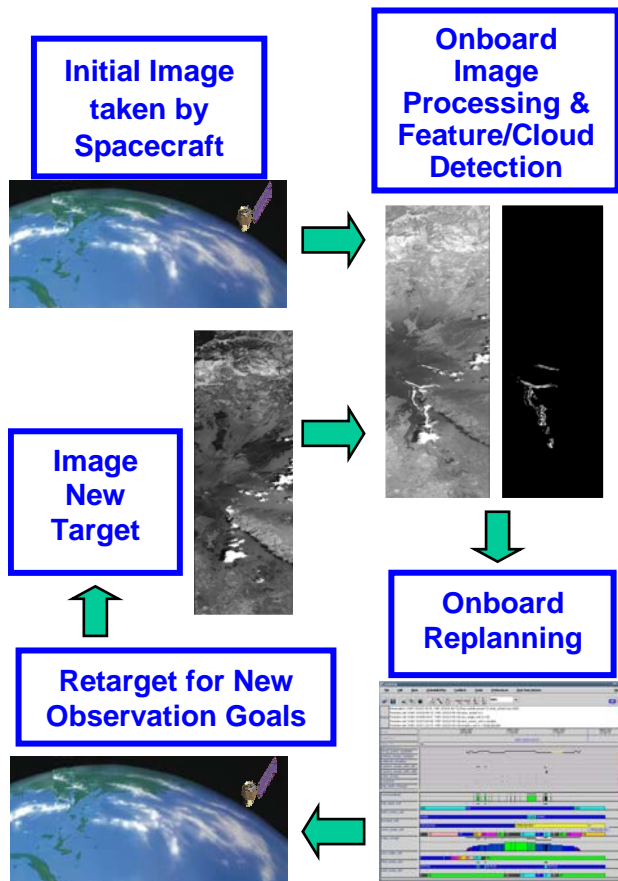 Initial Image
taken by
Spacecraft
Onboard
Image
Processing &
Feature/Cloud
Detection
Image
New
Target
Onboard
Replanning
Retarget for New
Observation Goals